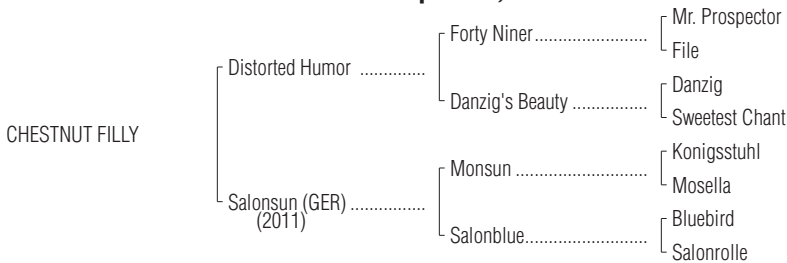 Mr. Prospector
Forty Niner..........................
File
Distorted Humor ..............
Danzig
Danzig's Beauty .................
Sweetest Chant
CHESTNUT FILLY
Konigsstuhl
Monsun .............................
Mosella
Salonsun (GER) ................
(2011)
Bluebird
Salonblue...........................
Salonrolle